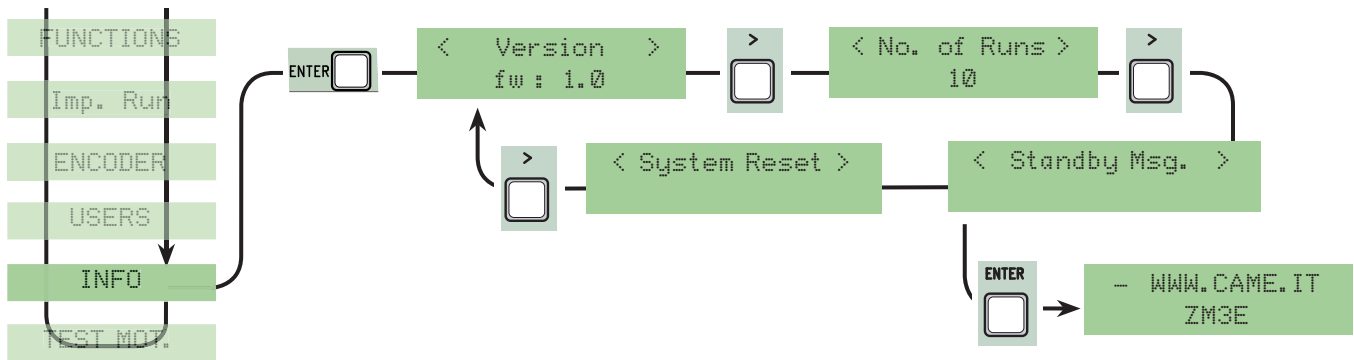 FUNCTIONS
Imp. Run
ENCODER
USERS
INFO
TEST MOT.
ENTER
< Version >
fw : 1.0
>
< No. of Runs >
10
>
< Standby Msg. >
< System Reset >
>
ENTER
– WWW.CAME.IT
ZM3E